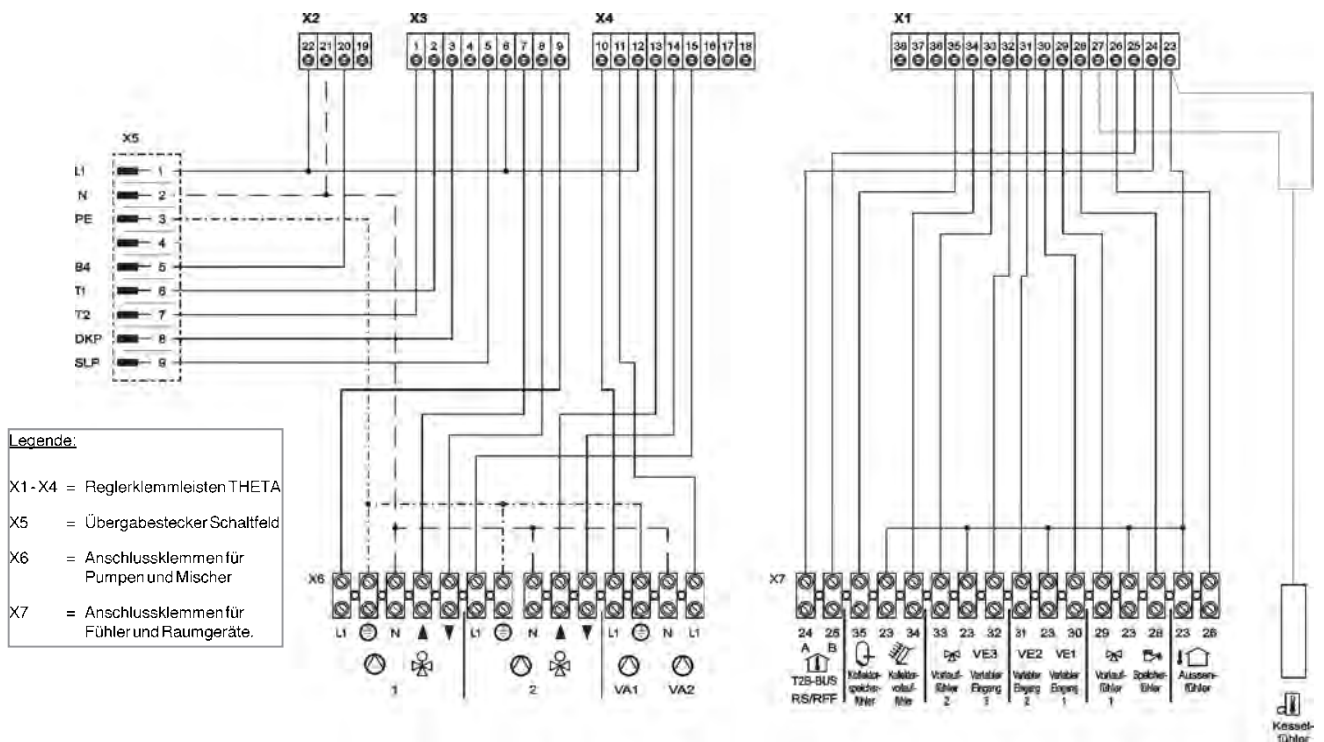 X2 X3 X4 X1
22 21 20 19 1 2 3 4 5 6 7 8 9 10 11 12 13 14 15 16 17 18 38 37 36 35 34 33 32 31 30 29 28 27 26 25 24 23
X5
L1 1
N 2
PE 3
4
B4 5
T1 6
T2 7
DKP 8
SLP 9
Legende:
X1 - X4 = Reglerklemmleisten THETA
X5 = Übergabestecker Schaltfeld
X6 = Anschlussklemmen für
Pumpen und Mischer
X7 = Anschlussklemmen für
Fühler und Raumgeräte.
X6 X7
L1 N L1 N L1 N L1
1 2 VA1 VA2
24 25 35 23 34 33 23 32 31 23 30 29 23 28 23 26
A B VE3 VE2 VE1
T2B-BUS
RS/RFF
Kollektor-
speicher-
fühler
Kollektor-
vorlauf-
fühler
Vorlauf-
fühler
2
Variabler
Eingang
3
Variabler
Eingang
2
Variabler
Eingang
1
Vorlauf-
fühler
1
Speicher-
fühler
Aussen-
fühler
Kessel-
fühler